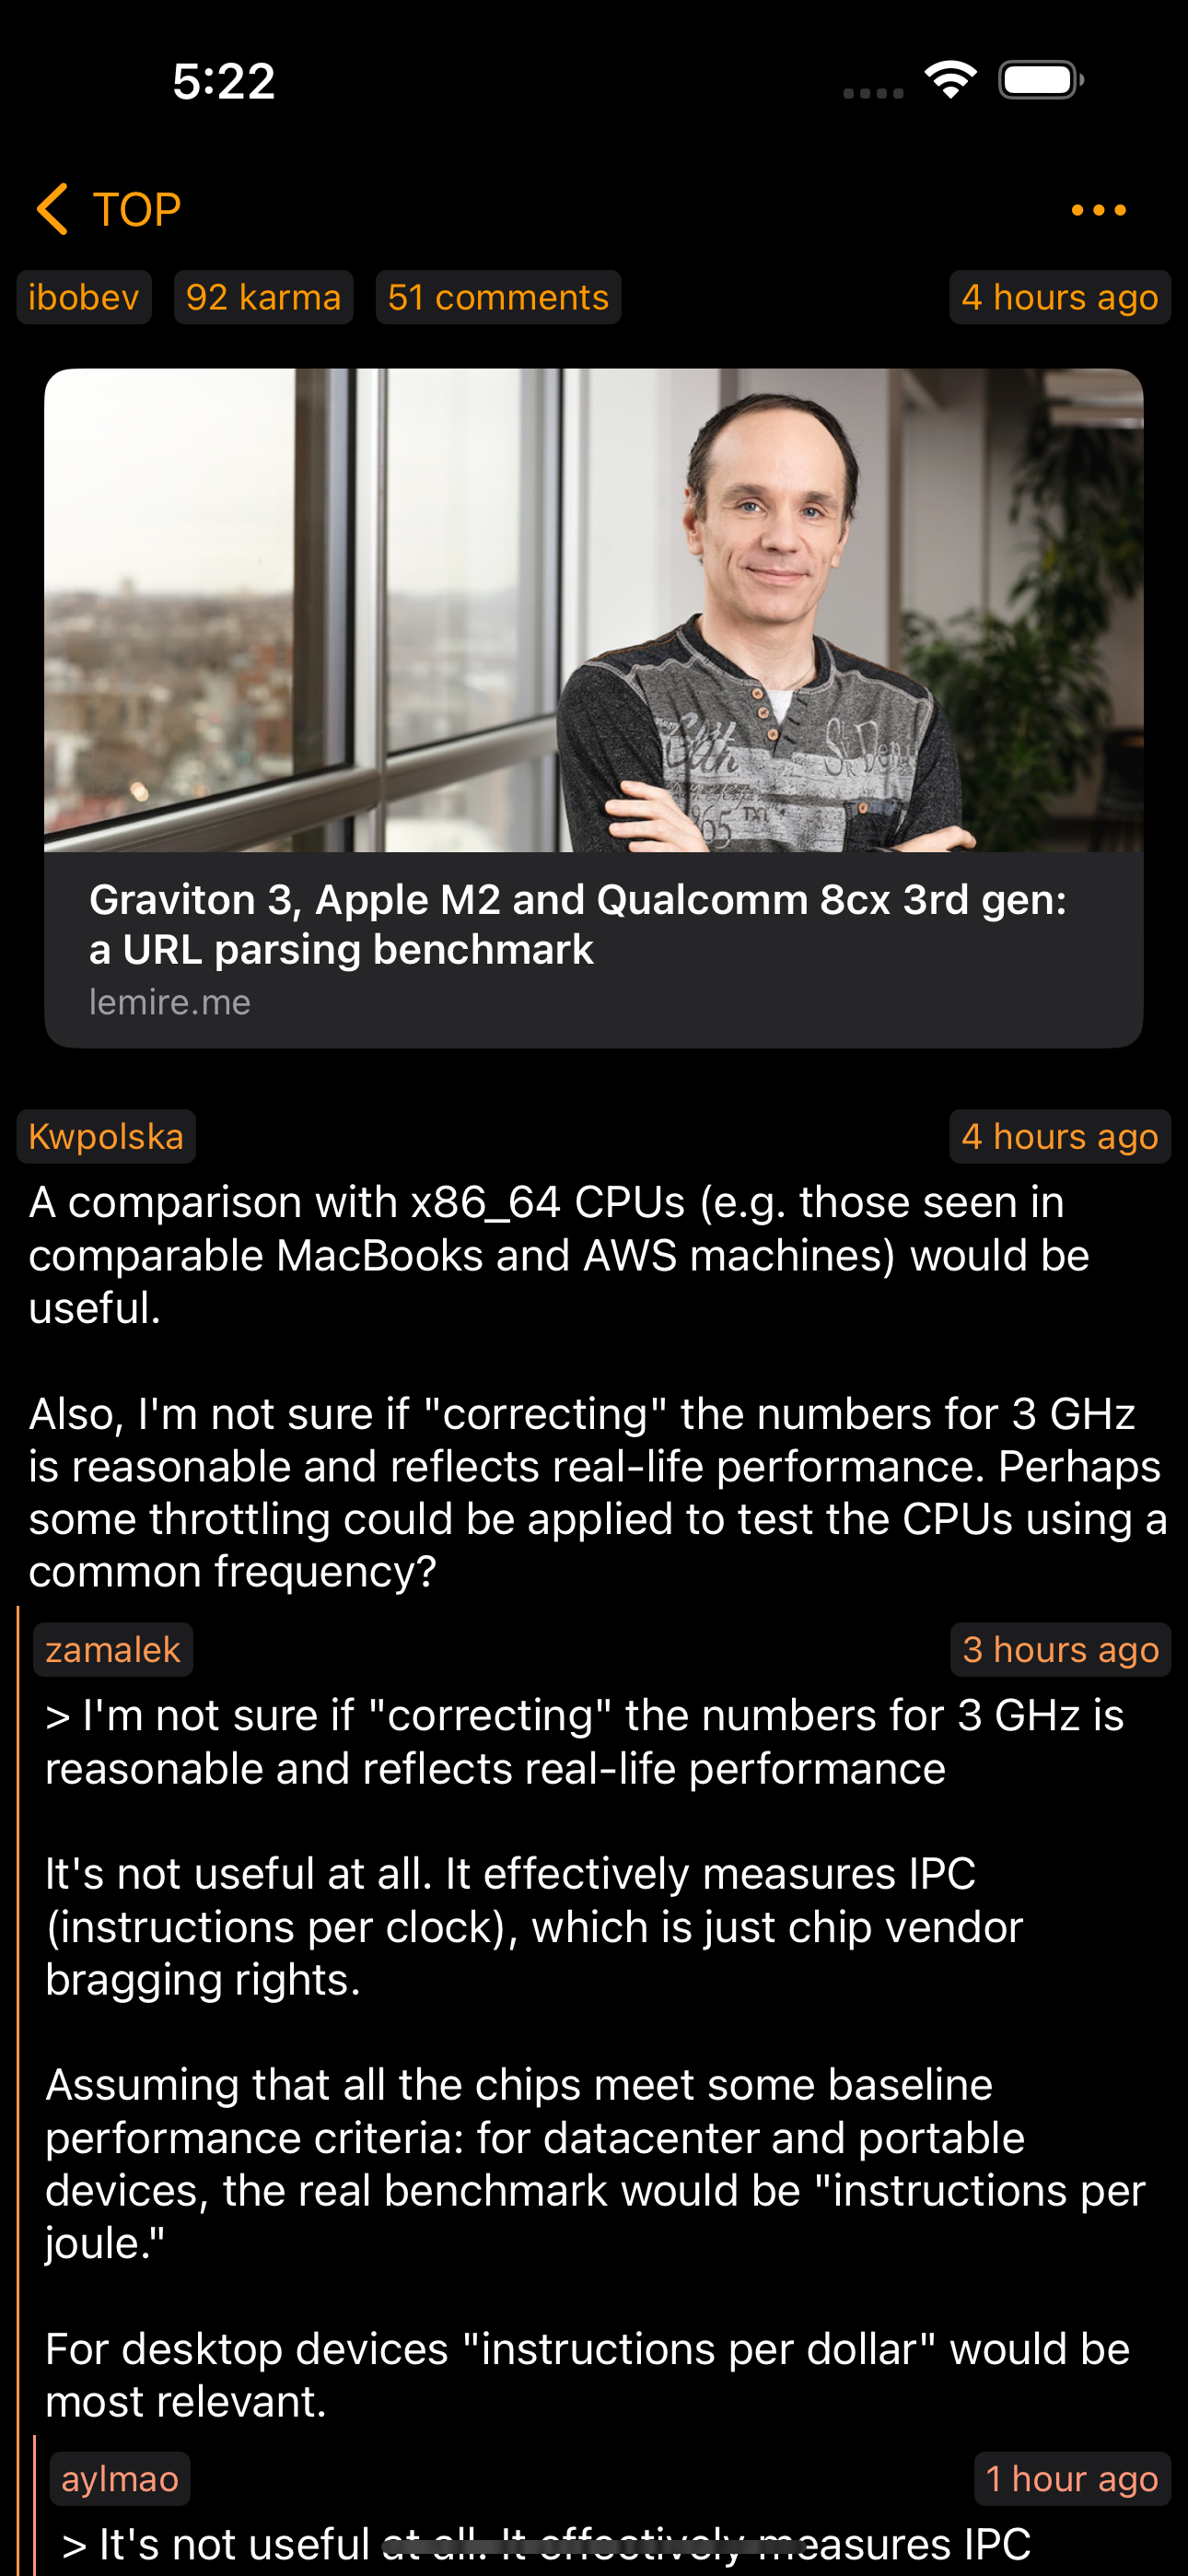 5:22
TOP
ibobev 92 karma 51 comments 4 hours ago
Graviton 3, Apple M2 and Qualcomm 8cx 3rd gen:
a URL parsing benchmark
lemire.me
Kwpolska 4 hours ago
A comparison with x86_64 CPUs (e.g. those seen in
comparable MacBooks and AWS machines) would be
useful.
Also, I'm not sure if "correcting" the numbers for 3 GHz
is reasonable and reflects real-life performance. Perhaps
some throttling could be applied to test the CPUs using a
common frequency?
zamalek 3 hours ago
> I'm not sure if "correcting" the numbers for 3 GHz is
reasonable and reflects real-life performance
It's not useful at all. It effectively measures IPC
(instructions per clock), which is just chip vendor
bragging rights.
Assuming that all the chips meet some baseline
performance criteria: for datacenter and portable
devices, the real benchmark would be "instructions per
joule."
For desktop devices "instructions per dollar" would be
most relevant.
aylmao 1 hour ago
> It's not useful at all. It effectively measures IPC